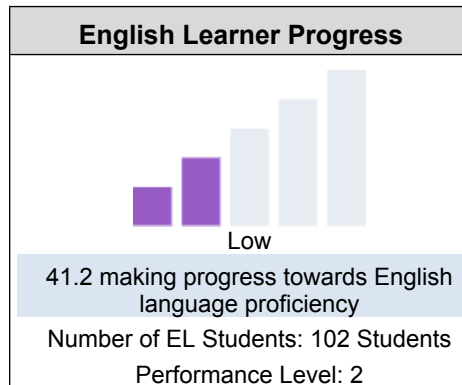 English Learner Progress
Low
41.2 making progress towards English
language proficiency
Number of EL Students: 102 Students
Performance Level: 2